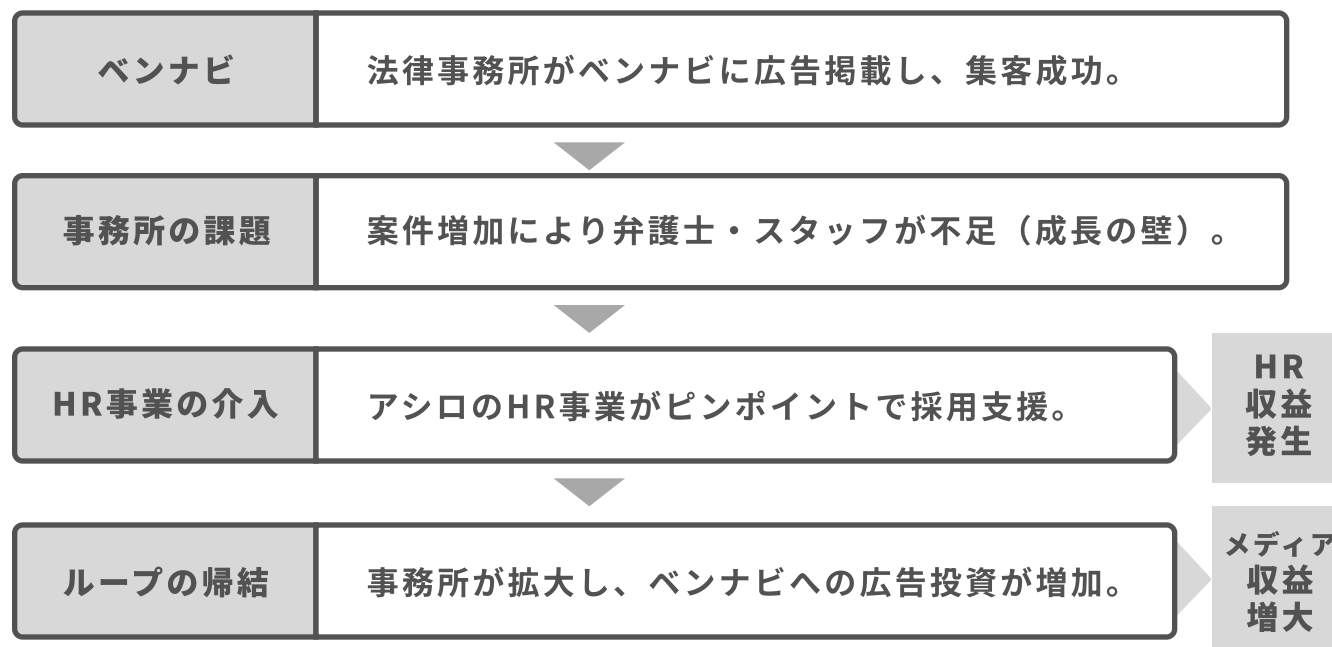 ベンナビ
法律事務所がベンナビに広告掲載し、集客成功。
事務所の課題
案件増加により弁護士・スタッフが不足（成長の壁）。
HR事業の介入
アシロのHR事業がピンポイントで採用支援。
HR
収益
発生
ループの帰結
事務所が拡大し、ベンナビへの広告投資が増加。
メディア
収益
増大